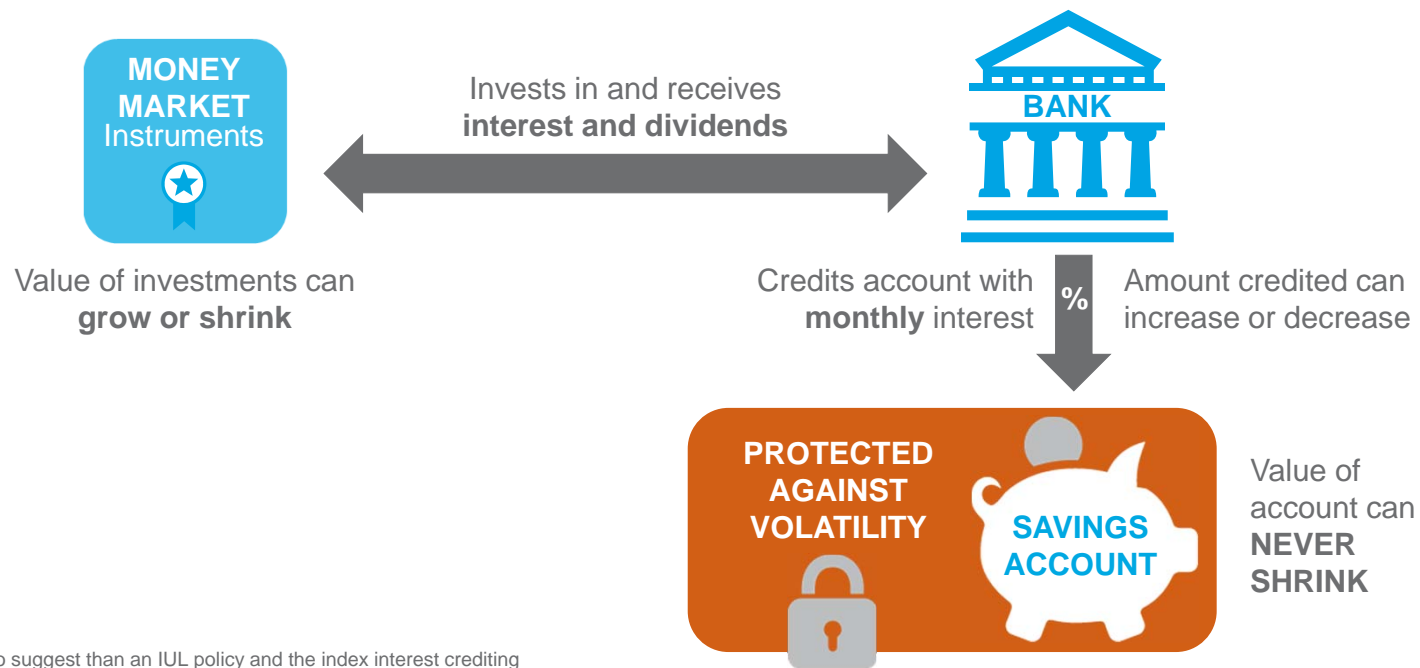 MONEY
MARKET
Instruments
Invests in and receives
interest and dividends
BANK
Value of investments can
grow or shrink
Credits account with
monthly interest
%
Amount credited can
increase or decrease
PROTECTED
AGAINST
VOLATILITY
SAVINGS
ACCOUNT
Value of
account can
NEVER
SHRINK
suggest than an IUL policy and the index interest crediting